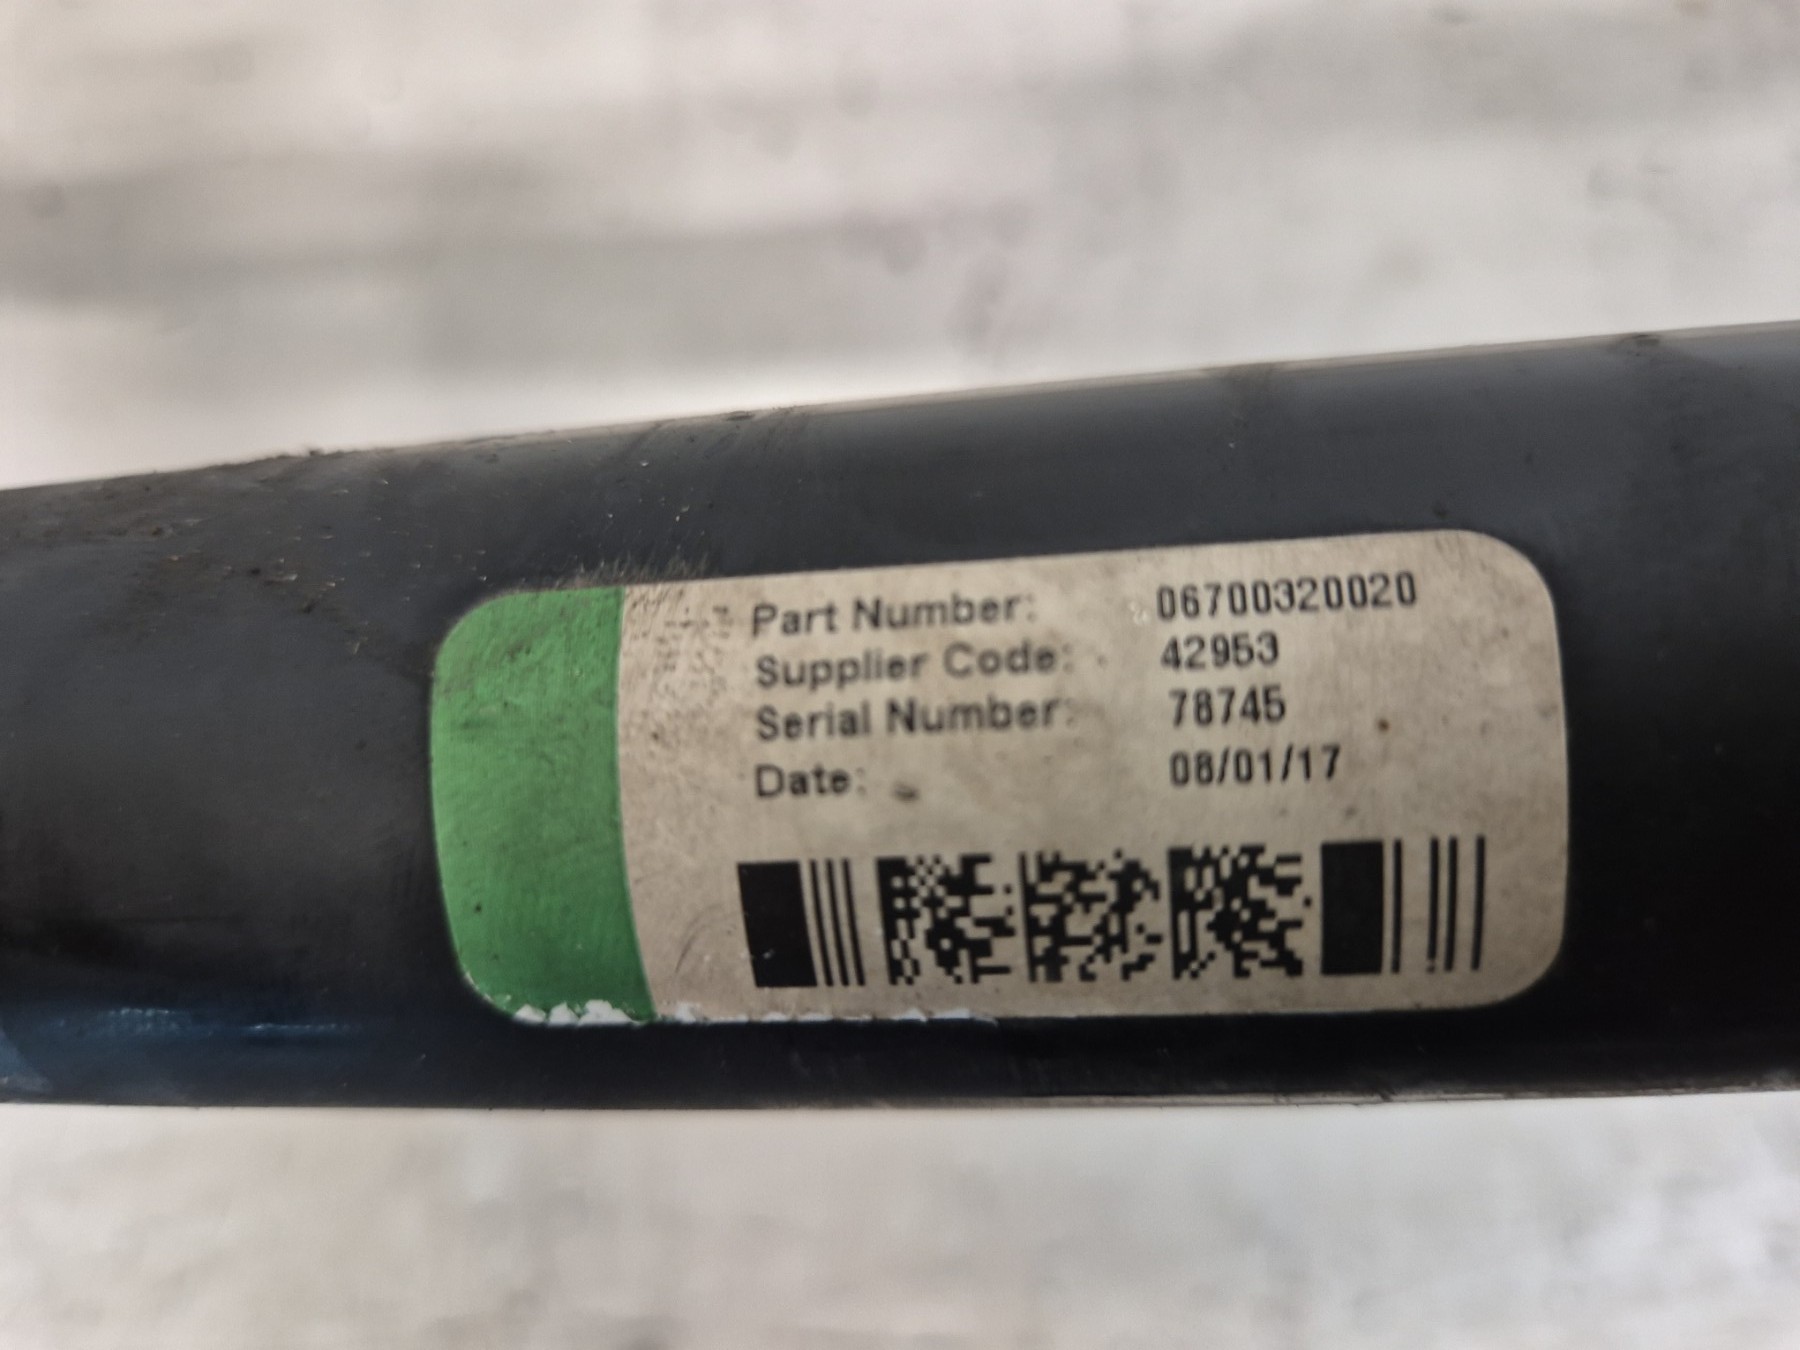 Part Number: 06700320020
Supplier Code: 42953
Serial Number: 78745
Date: 08/01/17